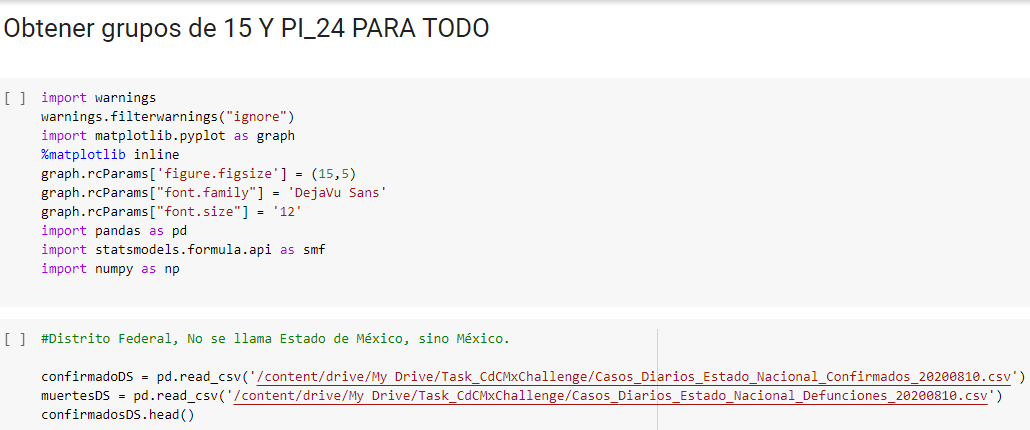 Obtener grupos de 15 Y PI_24 PARA TODO
[ ] import warnings
warnings.filterwarnings("ignore")
import matplotlib.pyplot as graph
%matplotlib inline
graph.rcParams['figure.figsize'] = (15,5)
graph.rcParams["font.family"] = 'DejaVu Sans'
graph.rcParams["font.size"] = '12'
import pandas as pd
import statsmodels.formula.api as smf
import numpy as np
[ ] #Distrito Federal, No se llama Estado de México, sino México.
confirmadoDS = pd.read_csv('/content/drive/My Drive/Task_CdCMxChallenge/Casos_Diarios_Estado_Nacional_Confirmados_20200810.csv')
muertesDS = pd.read_csv('/content/drive/My Drive/Task_CdCMxChallenge/Casos_Diarios_Estado_Nacional_Defunciones_20200810.csv')
confirmadosDS.head()